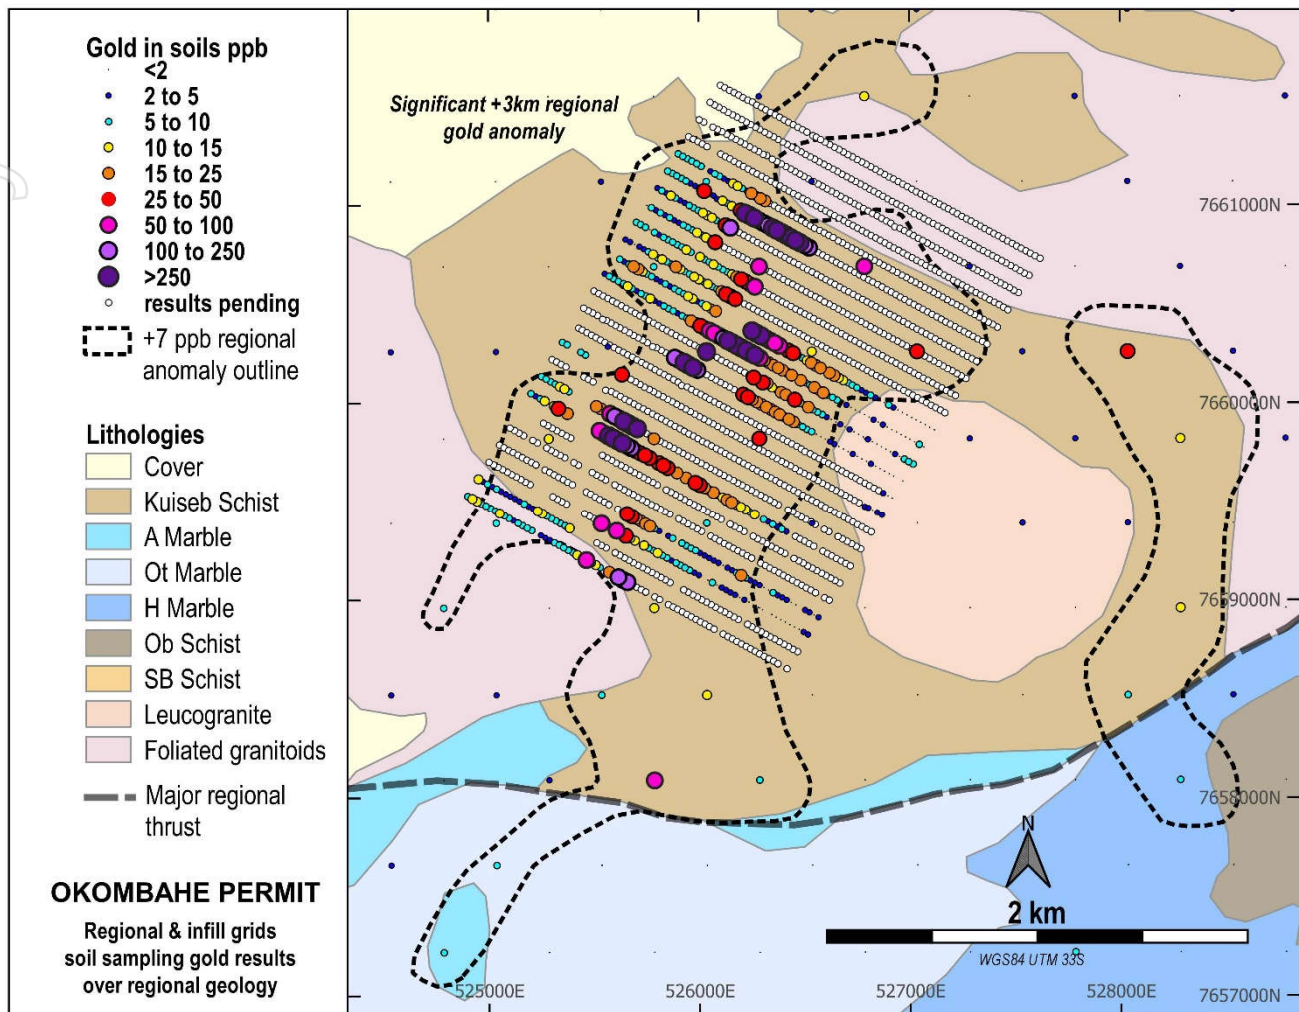 Gold in soils ppb
<2
2 to 5
5 to 10
10 to 15
15 to 25
25 to 50
50 to 100
100 to 250
>250
results pending
+7 ppb regional
anomaly outline
Lithologies
Cover
Kuiseb Schist
A Marble
Ot Marble
H Marble
Ob Schist
SB Schist
Leucogranite
Foliated granitoids
Major regional
thrust
OKOMBAHE PERMIT
Regional & infill grids
soil sampling gold results
over regional geology
Significant +3km regional
gold anomaly
7661000N
7660000N
7659000N
7658000N
7657000N
N
2 km
WGS84 UTM 33S
525000E
526000E
527000E
528000E